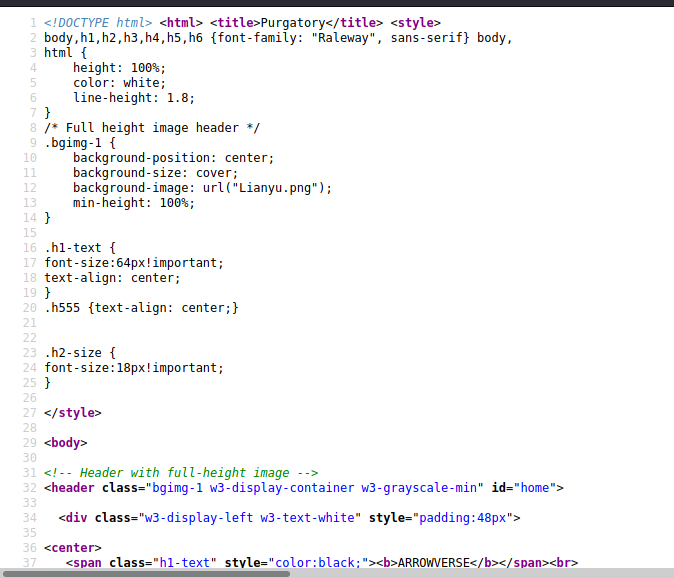 1 <!DOCTYPE html> <html> <title>Purgatory</title> <style>
2 body,h1,h2,h3,h4,h5,h6 {font-family: "Raleway", sans-serif} body,
3 html {
4     height: 100%;
5     color: white;
6     line-height: 1.8;
7 }
8 /* Full height image header */
9 .bgimg-1 {
10     background-position: center;
11     background-size: cover;
12     background-image: url("Lianyu.png");
13     min-height: 100%;
14 }
15
16 .h1-text {
17 font-size:64px!important;
18 text-align: center;
19 }
20 .h555 {text-align: center;}
21
22
23 .h2-size {
24 font-size:18px!important;
25 }
26
27 </style>
28
29 <body>
30
31 <!-- Header with full-height image -->
32 <header class="bgimg-1 w3-display-container w3-grayscale-min" id="home">
33
34   <div class="w3-display-left w3-text-white" style="padding:48px">
35
36 <center>
37    <span class="h1-text" style="color:black;"><b>ARROWVERSE</b></span><br>